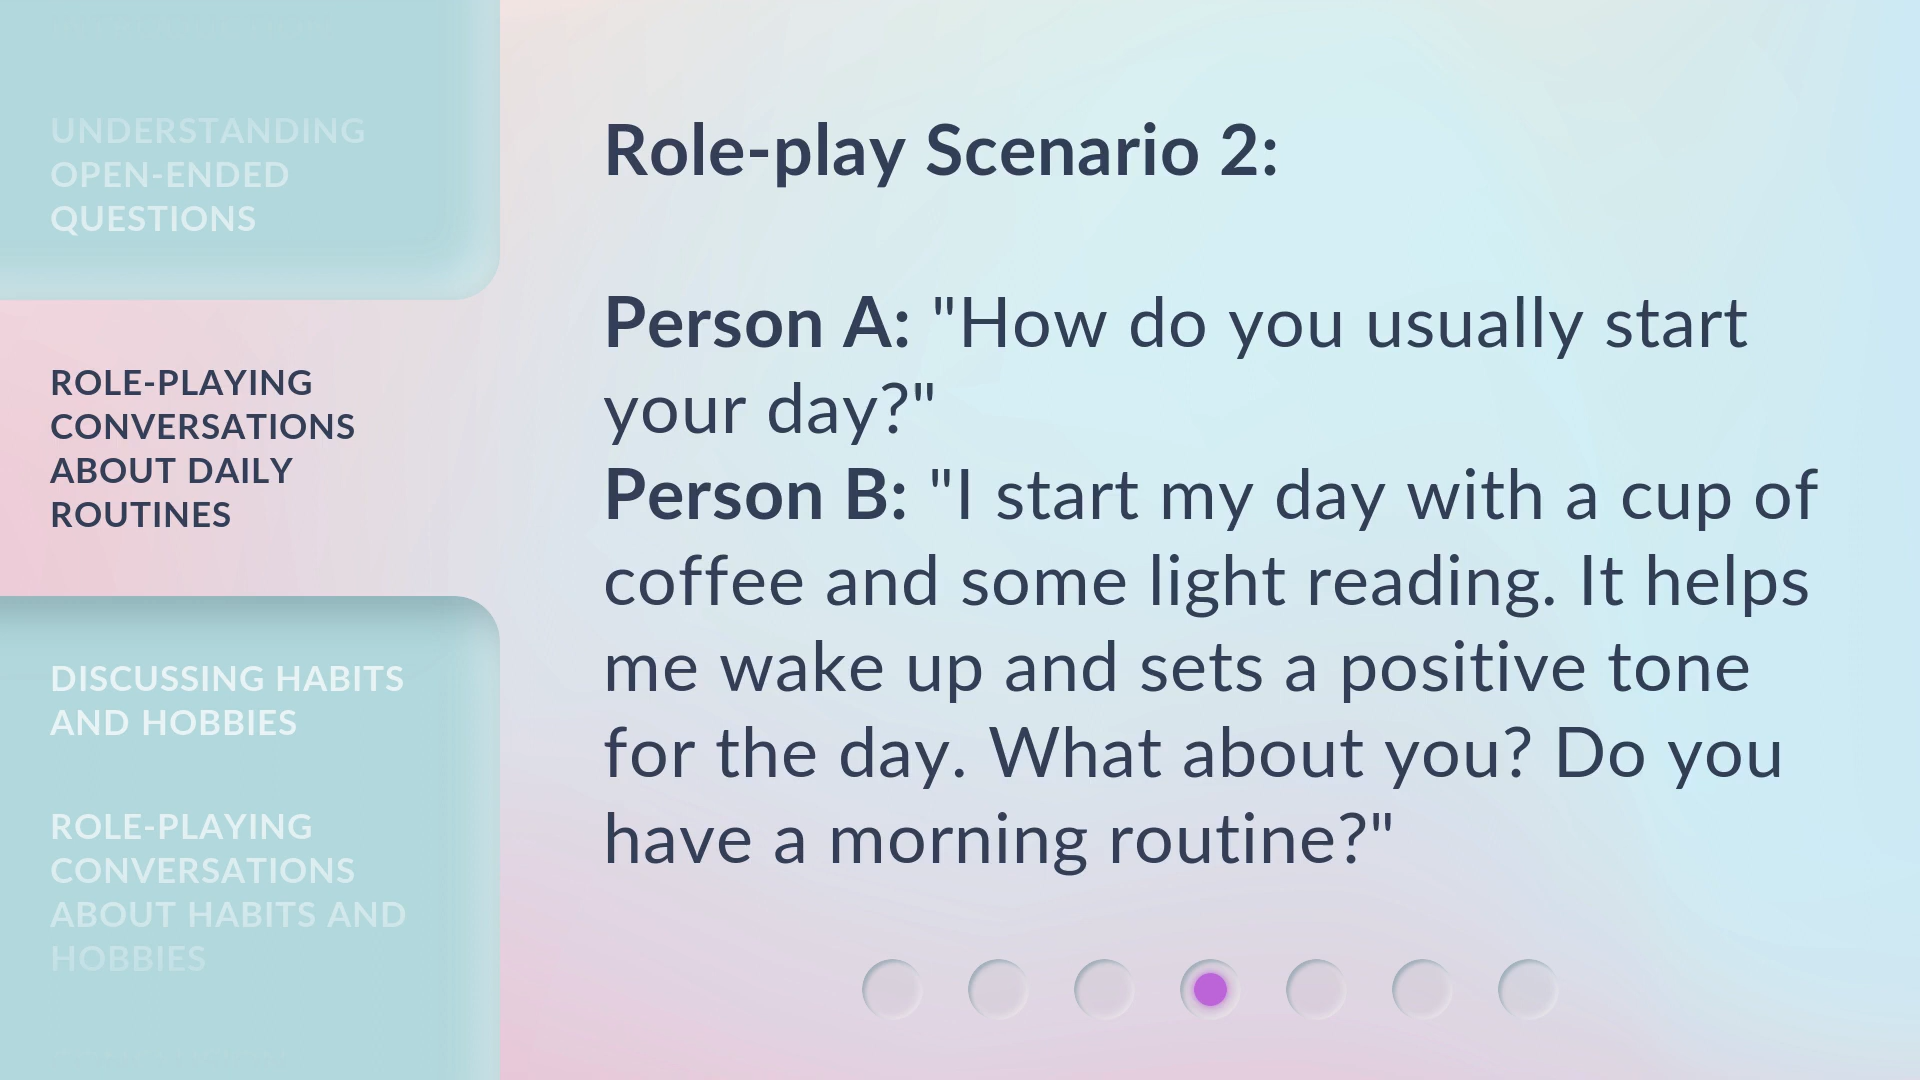 UNDERSTANDING
OPEN-ENDED
QUESTIONS
ROLE-PLAYING
CONVERSATIONS
ABOUT DAILY
ROUTINES
DISCUSSING HABITS
AND HOBBIES
ROLE-PLAYING
CONVERSATIONS
ABOUT HABITS AND
HOBBIES
Role-play Scenario 2:
Person A: "How do you usually start
your day?"
Person B: "I start my day with a cup of
coffee and some light reading. It helps
me wake up and sets a positive tone
for the day. What about you? Do you
have a morning routine?"